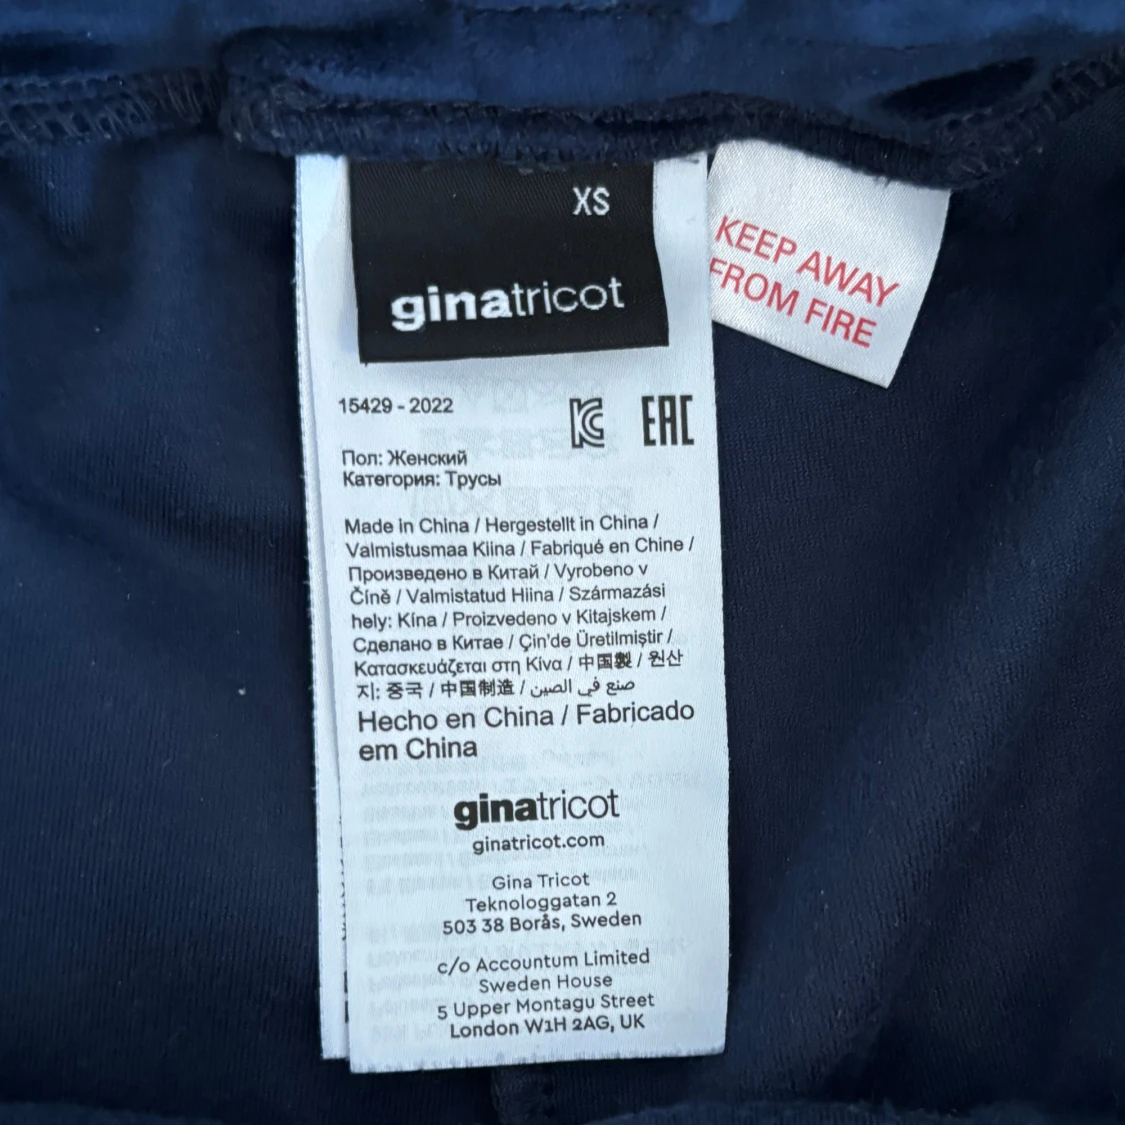 XS
ginatricot
KEEP AWAY
FROM FIRE
15429 - 2022
EAC
Пол: Женский
Категория: Трусы
Made in China / Hergestellt in China /
Valmistusmaa Kiina / Fabriqué en Chine /
Произведено в Китай / Vyrobeno v
Číně / Valmistatud Hiina / Származási
hely: Kína / Proizvedeno v Kitajskem /
Сделано в Китае / Çin'de Üretilmiştir /
Κατασκευάζεται στη Κίνα / 中国製 / 원산
지: 중국 / 中国制造 / صنع في الصين
Hecho en China / Fabricado
em China
ginatricot
ginatricot.com
Gina Tricot
Teknologgatan 2
503 38 Borås, Sweden
c/o Accountum Limited
Sweden House
5 Upper Montagu Street
London W1H 2AG, UK